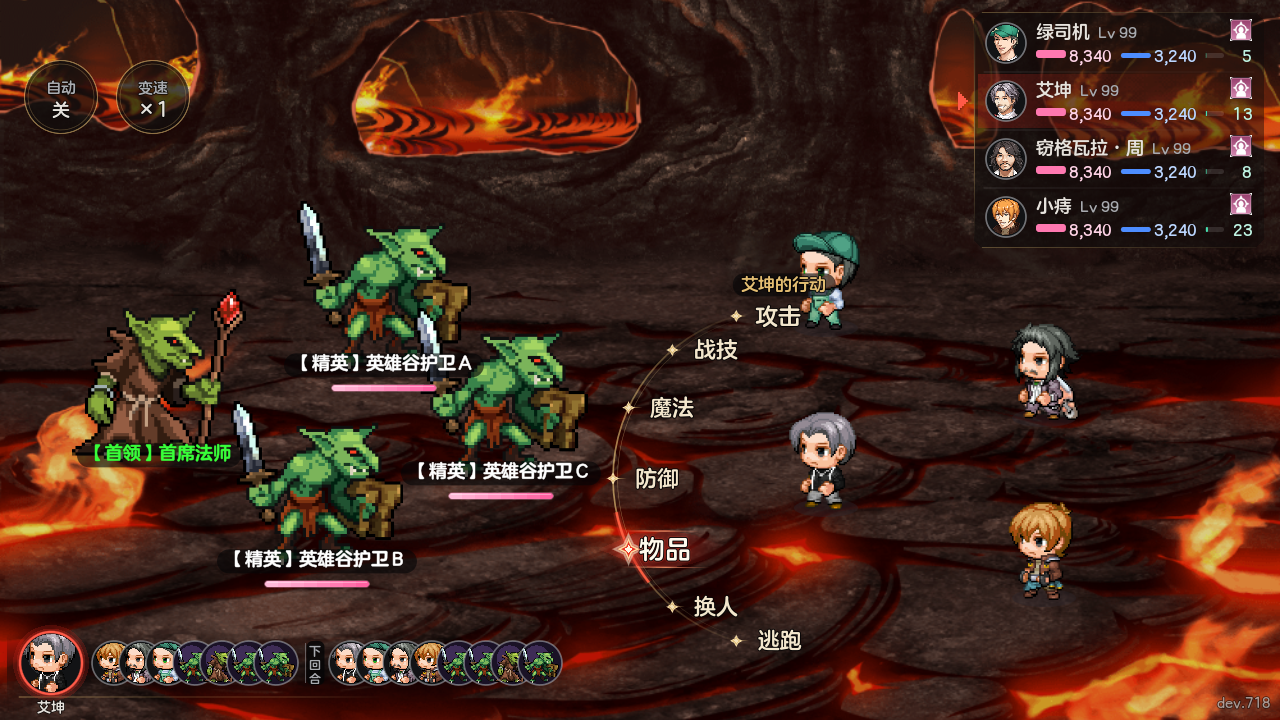 自动
关
变速
×1
绿司机 Lv 99
8,340 3,240 5
艾坤 Lv 99
8,340 3,240 13
窃格瓦拉·周 Lv 99
8,340 3,240 8
小痔 Lv 99
8,340 3,240 23
艾坤的行动
攻击
战技
魔法
防御
物品
换人
逃跑
【精英】英雄谷护卫A
【首领】首席法师
【精英】英雄谷护卫C
【精英】英雄谷护卫B
下回合
艾坤
dev.718